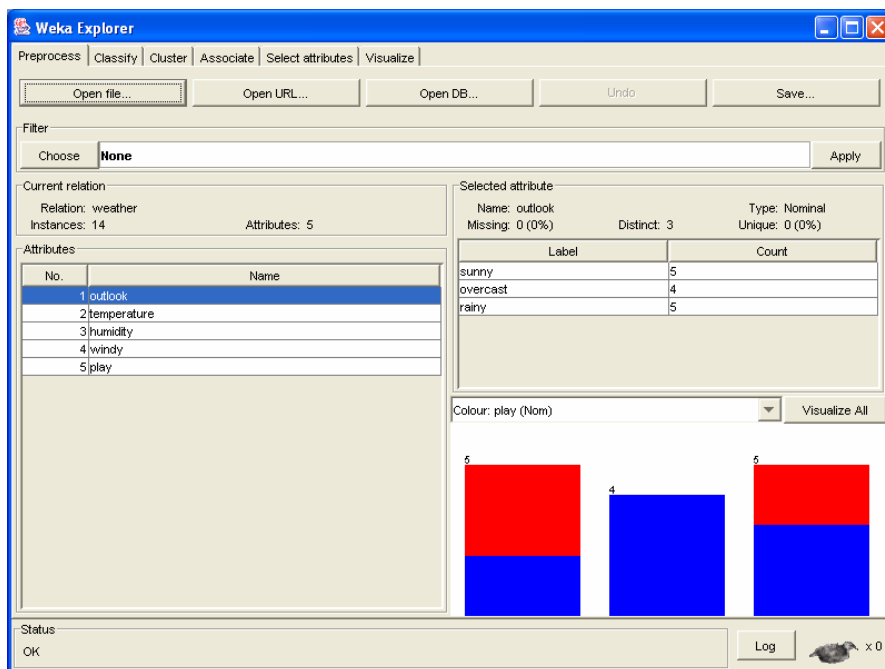 Weka Explorer
Preprocess Classify Cluster Associate Select attributes Visualize
Open file... Open URL... Open DB... Undo Save...
Filter
Choose None Apply
Current relation
Relation: weather
Instances: 14 Attributes: 5
Attributes
No. Name
1 outlook
2 temperature
3 humidity
4 windy
5 play
Selected attribute
Name: outlook Type: Nominal
Missing: 0 (0%) Distinct: 3 Unique: 0 (0%)
Label Count
sunny 5
overcast 4
rainy 5
Colour: play (Nom) Visualize All
5 4 5
Status
OK
Log x 0